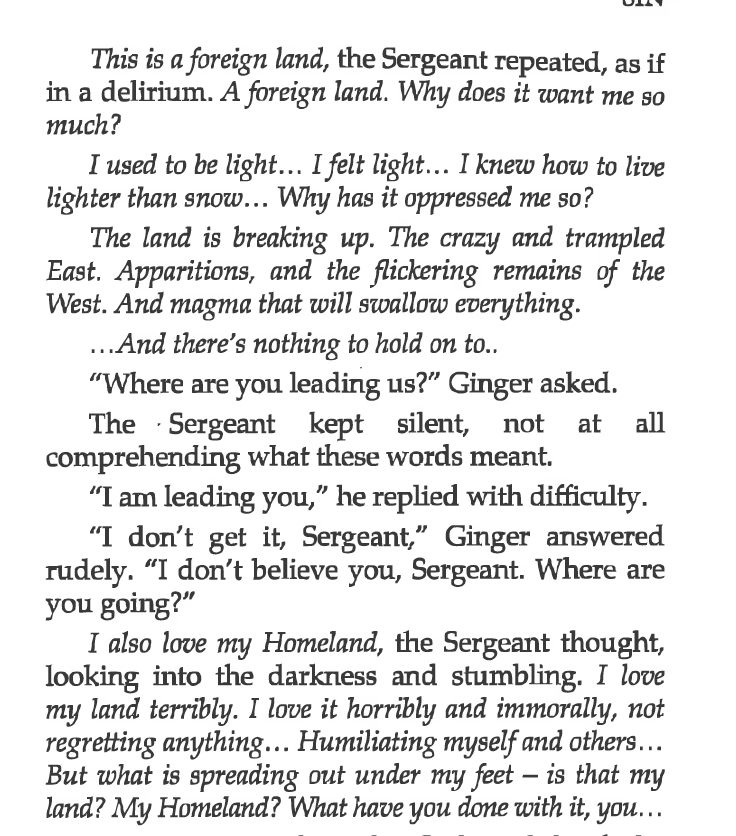 SIN
This is a foreign land, the Sergeant repeated, as if
in a delirium. A foreign land. Why does it want me so
much?
I used to be light... I felt light... I knew how to live
lighter than snow... Why has it oppressed me so?
The land is breaking up. The crazy and trampled
East. Apparitions, and the flickering remains of the
West. And magma that will swallow everything.
...And there's nothing to hold on to..
“Where are you leading us?” Ginger asked.
The Sergeant kept silent, not at all
comprehending what these words meant.
“I am leading you,” he replied with difficulty.
“I don't get it, Sergeant,” Ginger answered
rudely. “I don't believe you, Sergeant. Where are
you going?”
I also love my Homeland, the Sergeant thought,
looking into the darkness and stumbling. I love
my land terribly. I love it horribly and immorally, not
regretting anything... Humiliating myself and others...
But what is spreading out under my feet – is that my
land? My Homeland? What have you done with it, you...